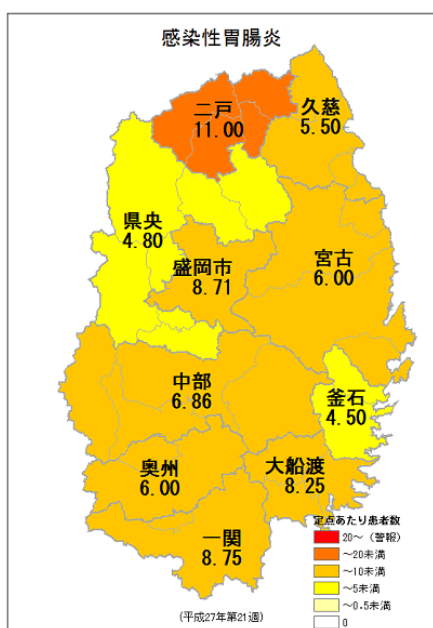 感染性胃腸炎
二戸
11.00
久慈
5.50
県央
4.80
盛岡市
8.71
宮古
6.00
中部
6.86
釜石
4.50
奥州
6.00
大船渡
8.25
一関
8.75
定点あたり患者数
20～（警報）
～20未満
～10未満
～5未満
～0.5未満
0
(平成27年第21週)